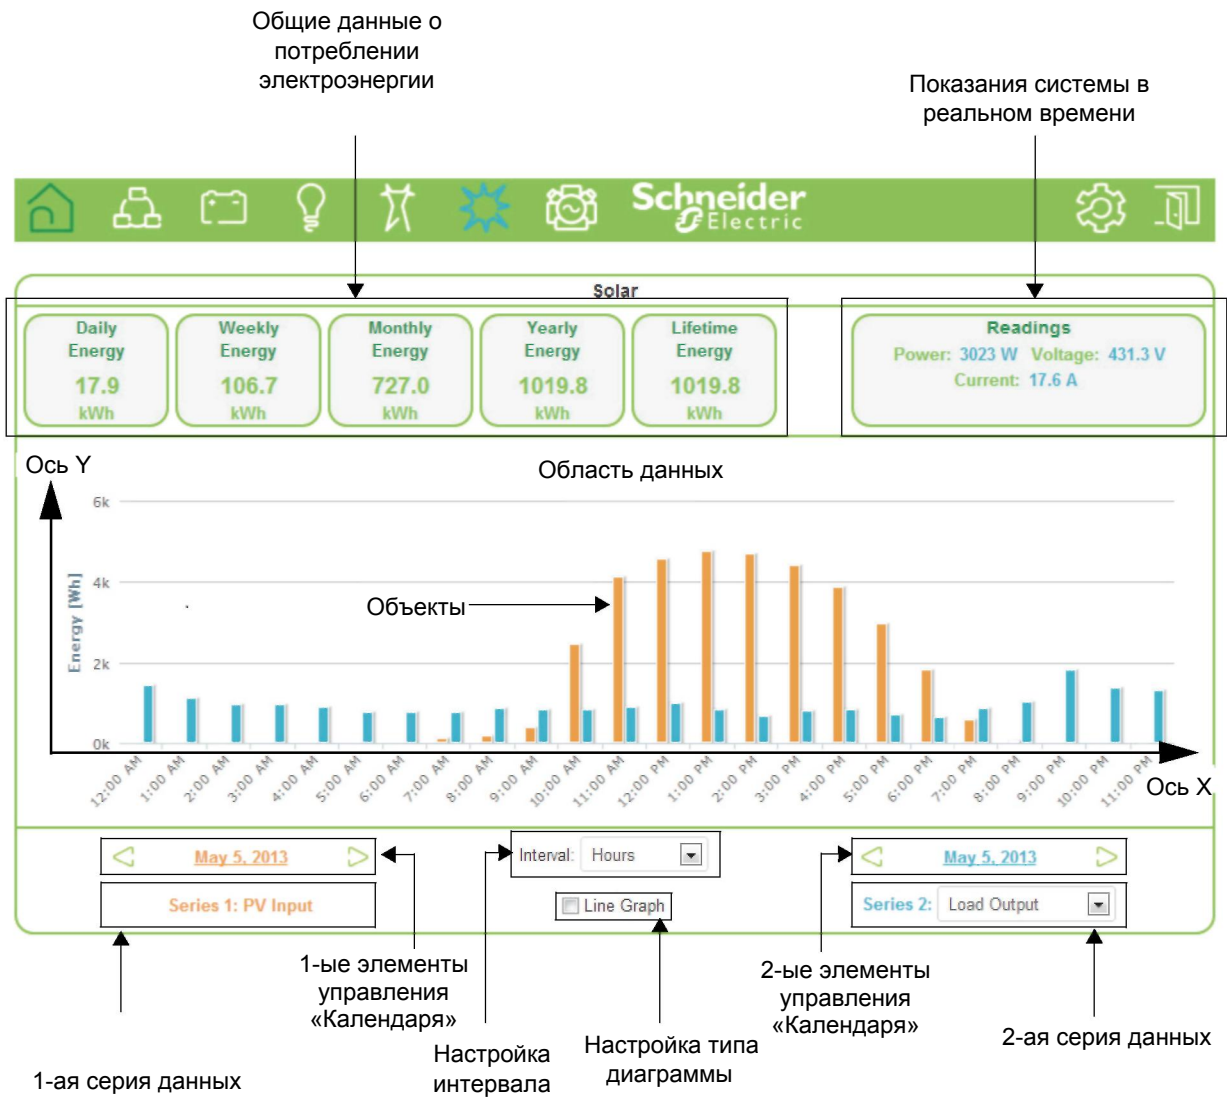 Общие данные о
потреблении
электроэнергии
Показания системы в
реальном времени
Schneider
Electric
Solar
Daily
Energy
17.9
kWh
Weekly
Energy
106.7
kWh
Monthly
Energy
727.0
kWh
Yearly
Energy
1019.8
kWh
Lifetime
Energy
1019.8
kWh
Readings
Power: 3023 W Voltage: 431.3 V
Current: 17.6 A
Ось Y
Область данных
6k
4k
2k
0k
Energy [Wh]
Объекты
12:00 AM
1:00 AM
2:00 AM
3:00 AM
4:00 AM
5:00 AM
6:00 AM
7:00 AM
8:00 AM
9:00 AM
10:00 AM
11:00 AM
12:00 PM
1:00 PM
2:00 PM
3:00 PM
4:00 PM
5:00 PM
6:00 PM
7:00 PM
8:00 PM
9:00 PM
10:00 PM
11:00 PM
Ось X
May 5, 2013
Interval: Hours
May 5, 2013
Series 1: PV Input
Line Graph
Series 2: Load Output
1-ые элементы
управления
«Календаря»
2-ые элементы
управления
«Календаря»
2-ая серия данных
Настройка
интервала
Настройка типа
диаграммы
1-ая серия данных